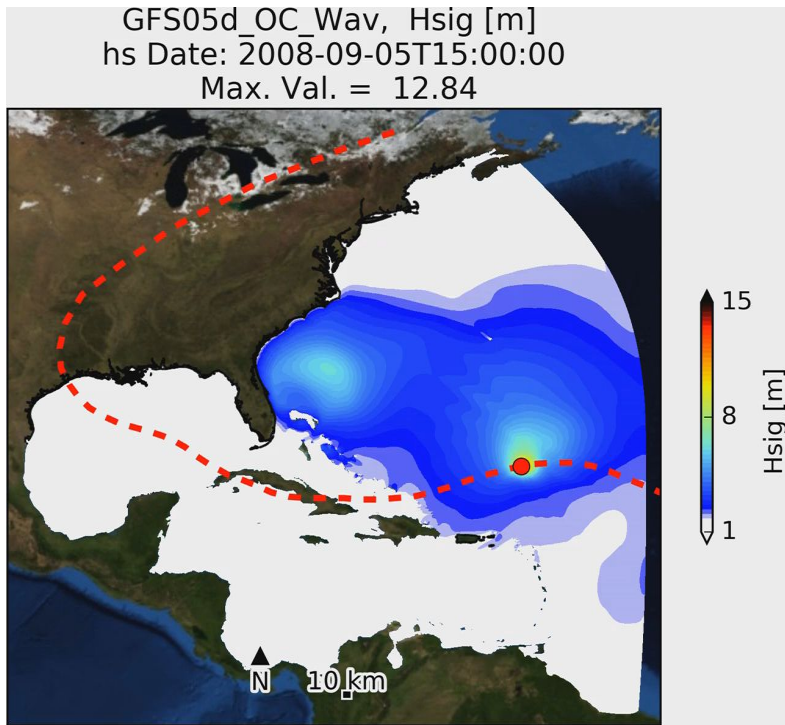 GFS05d_OC_Wav,  Hsig [m]
hs Date: 2008-09-05T15:00:00
Max. Val. =  12.84
15
8
1
Hsig [m]
N
10 km